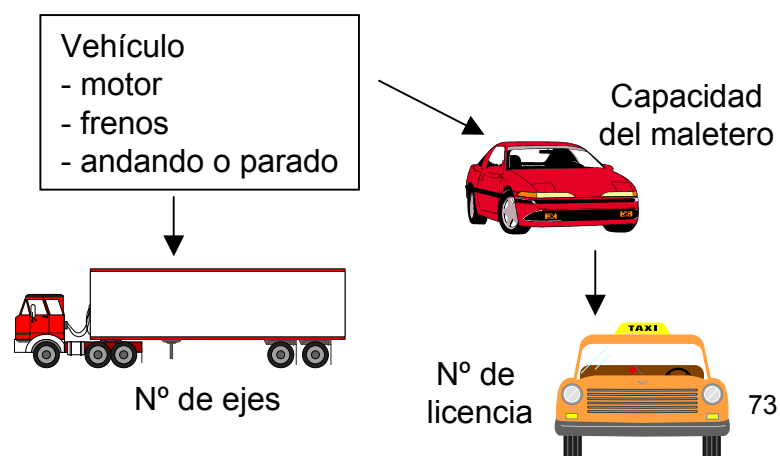 Vehículo
- motor
- frenos
- andando o parado
Capacidad
del maletero
TAXI
Nº de ejes
Nº de
licencia
73